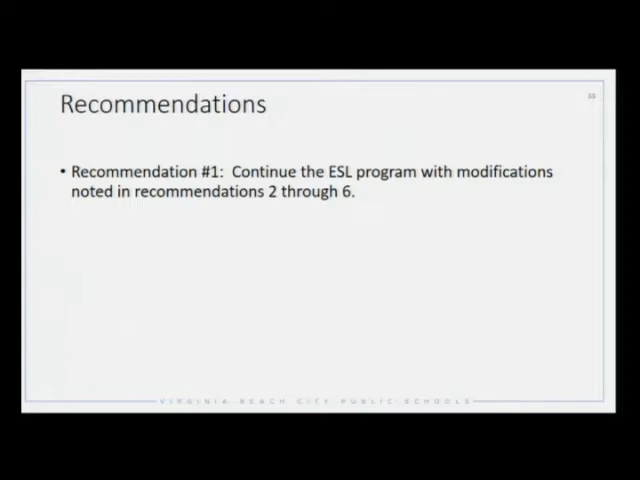 Recommendations
• Recommendation #1: Continue the ESL program with modifications
noted in recommendations 2 through 6.
VIRGINIA BEACH CITY PUBLIC SCHOOLS